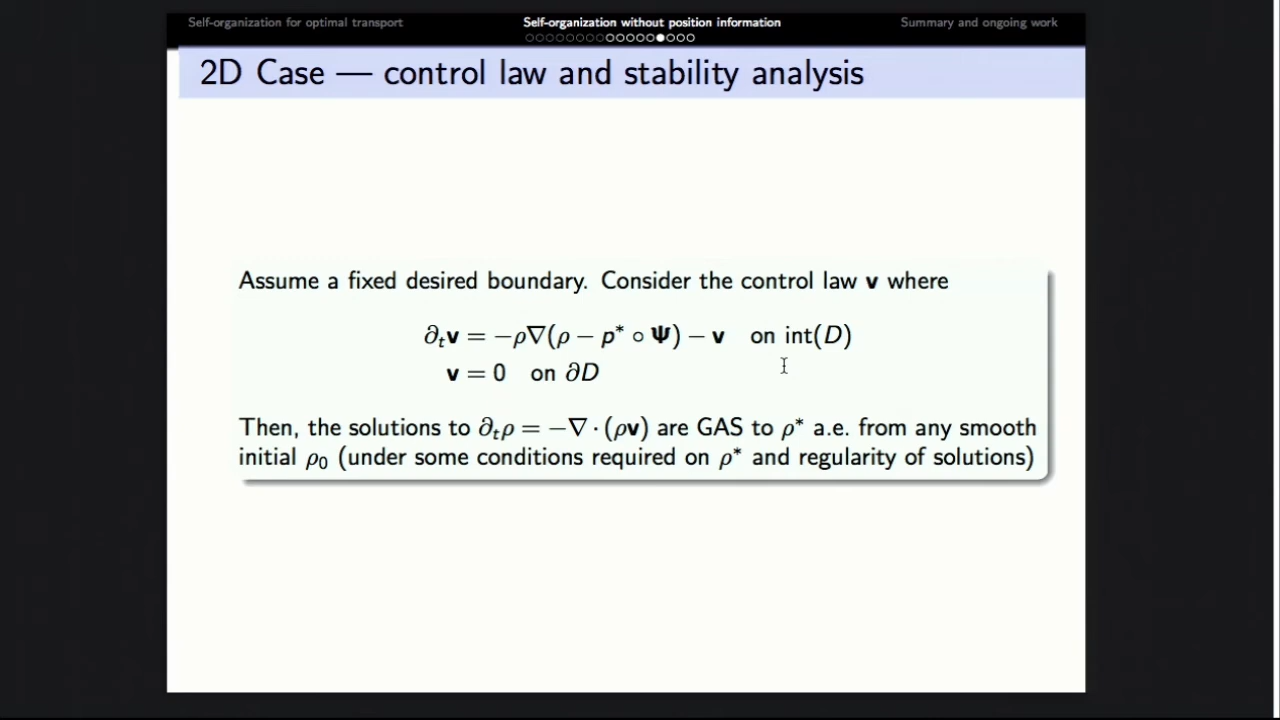 Self-organization for optimal transport Self-organization without position information Summary and ongoing work
2D Case — control law and stability analysis
Assume a fixed desired boundary. Consider the control law v where
∂ₜv = −ρ∇(ρ − p* ∘ Ψ) − v on int(D)
v = 0 on ∂D
Then, the solutions to ∂ₜρ = −∇ · (ρv) are GAS to ρ* a.e. from any smooth
initial ρ₀ (under some conditions required on ρ* and regularity of solutions)